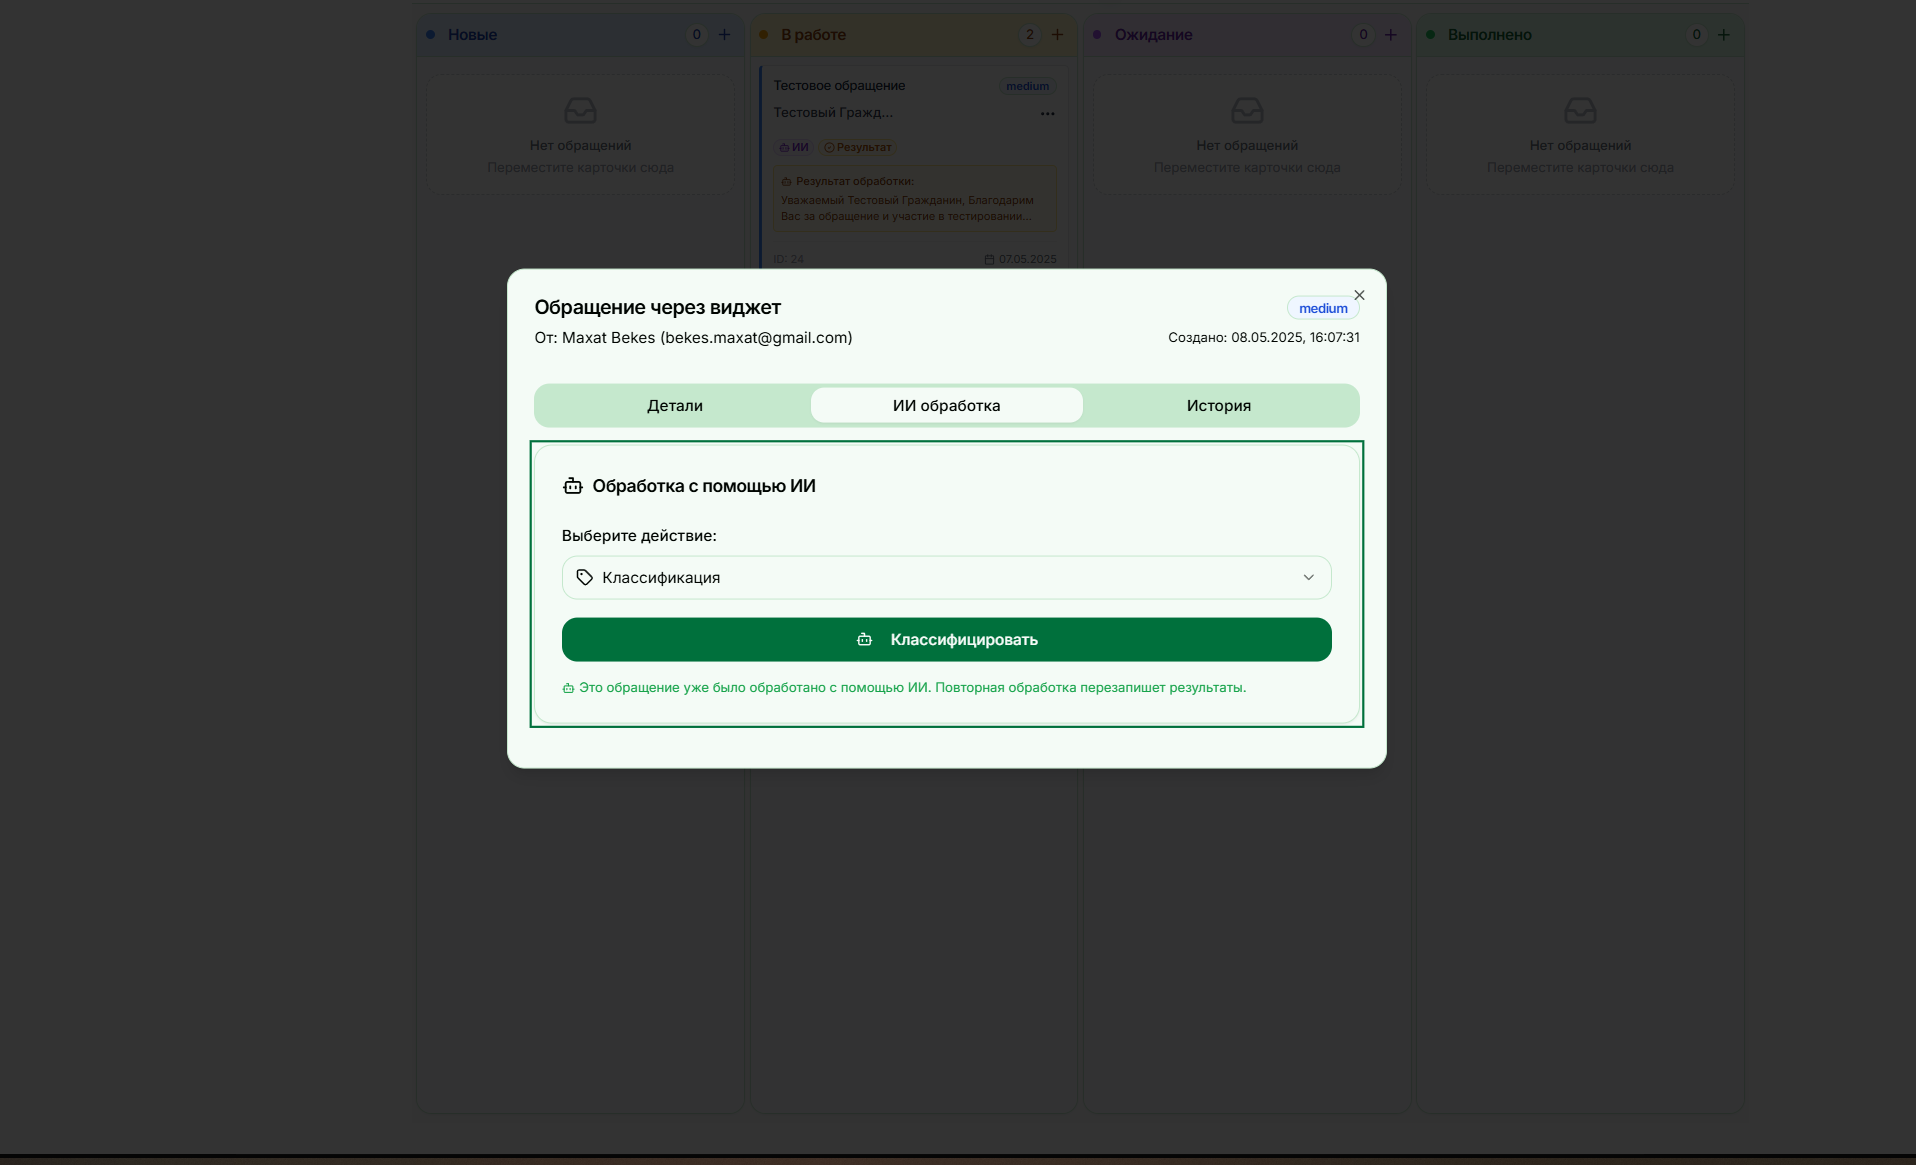 Новые 0 +
В работе 2 +
Ожидание 0 +
Выполнено 0 +
Нет обращений
Переместите карточки сюда
Тестовое обращение medium
Тестовый Гражд... ...
ИИ Результат
Результат обработки:
Уважаемый Тестовый Гражданин, Благодарим
Вас за обращение и участие в тестировании...
ID: 24 07.05.2025
Нет обращений
Переместите карточки сюда
Нет обращений
Переместите карточки сюда
Обращение через виджет medium
От: Maxat Bekes (bekes.maxat@gmail.com) Создано: 08.05.2025, 16:07:31
Детали ИИ обработка История
Обработка с помощью ИИ
Выберите действие:
Классификация
Классифицировать
Это обращение уже было обработано с помощью ИИ. Повторная обработка перезапишет результаты.